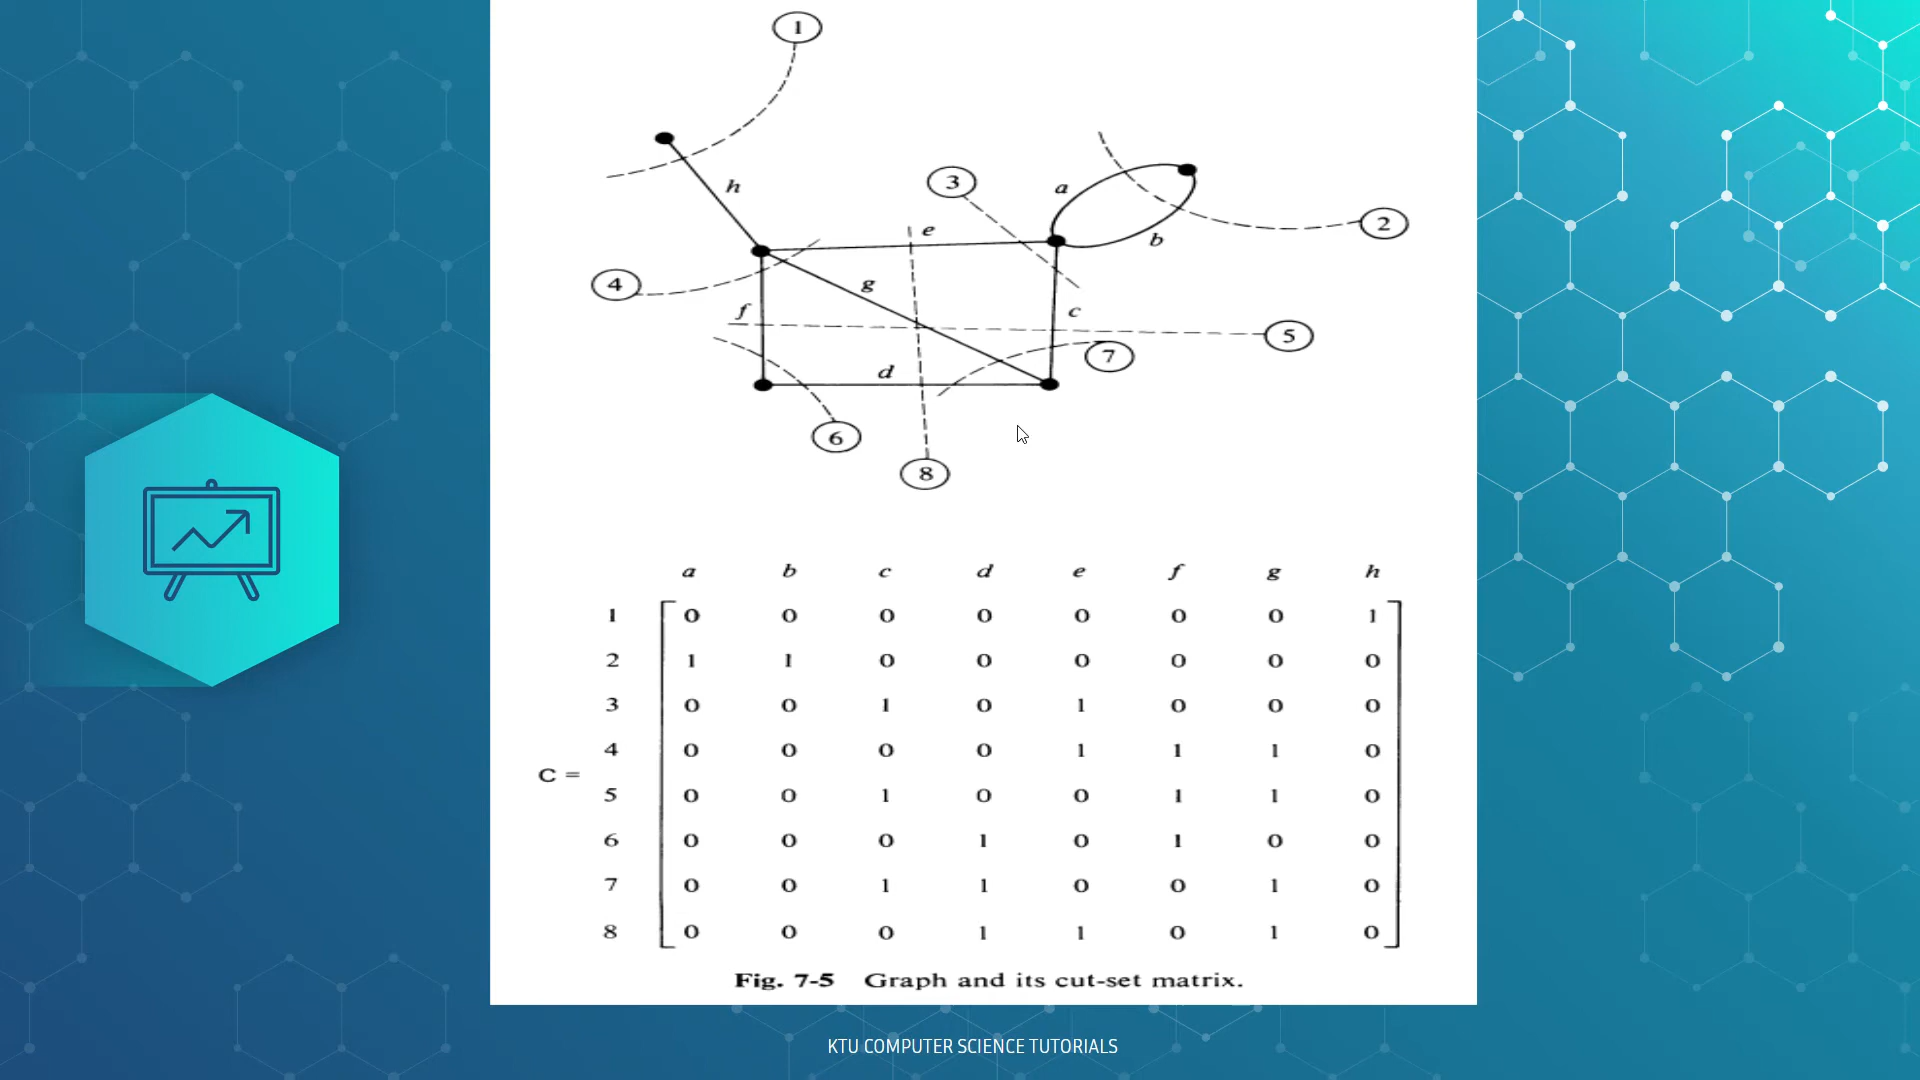 1
h
3
a
2
e
b
4
g
f
c
5
7
d
6
8
a b c d e f g h
1 0 0 0 0 0 0 0 1
2 1 1 0 0 0 0 0 0
3 0 0 1 0 1 0 0 0
4 0 0 0 0 1 1 1 0
C =
5 0 0 1 0 0 1 1 0
6 0 0 0 1 0 1 0 0
7 0 0 1 1 0 0 1 0
8 0 0 0 1 1 0 1 0
Fig. 7-5 Graph and its cut-set matrix.
KTU COMPUTER SCIENCE TUTORIALS